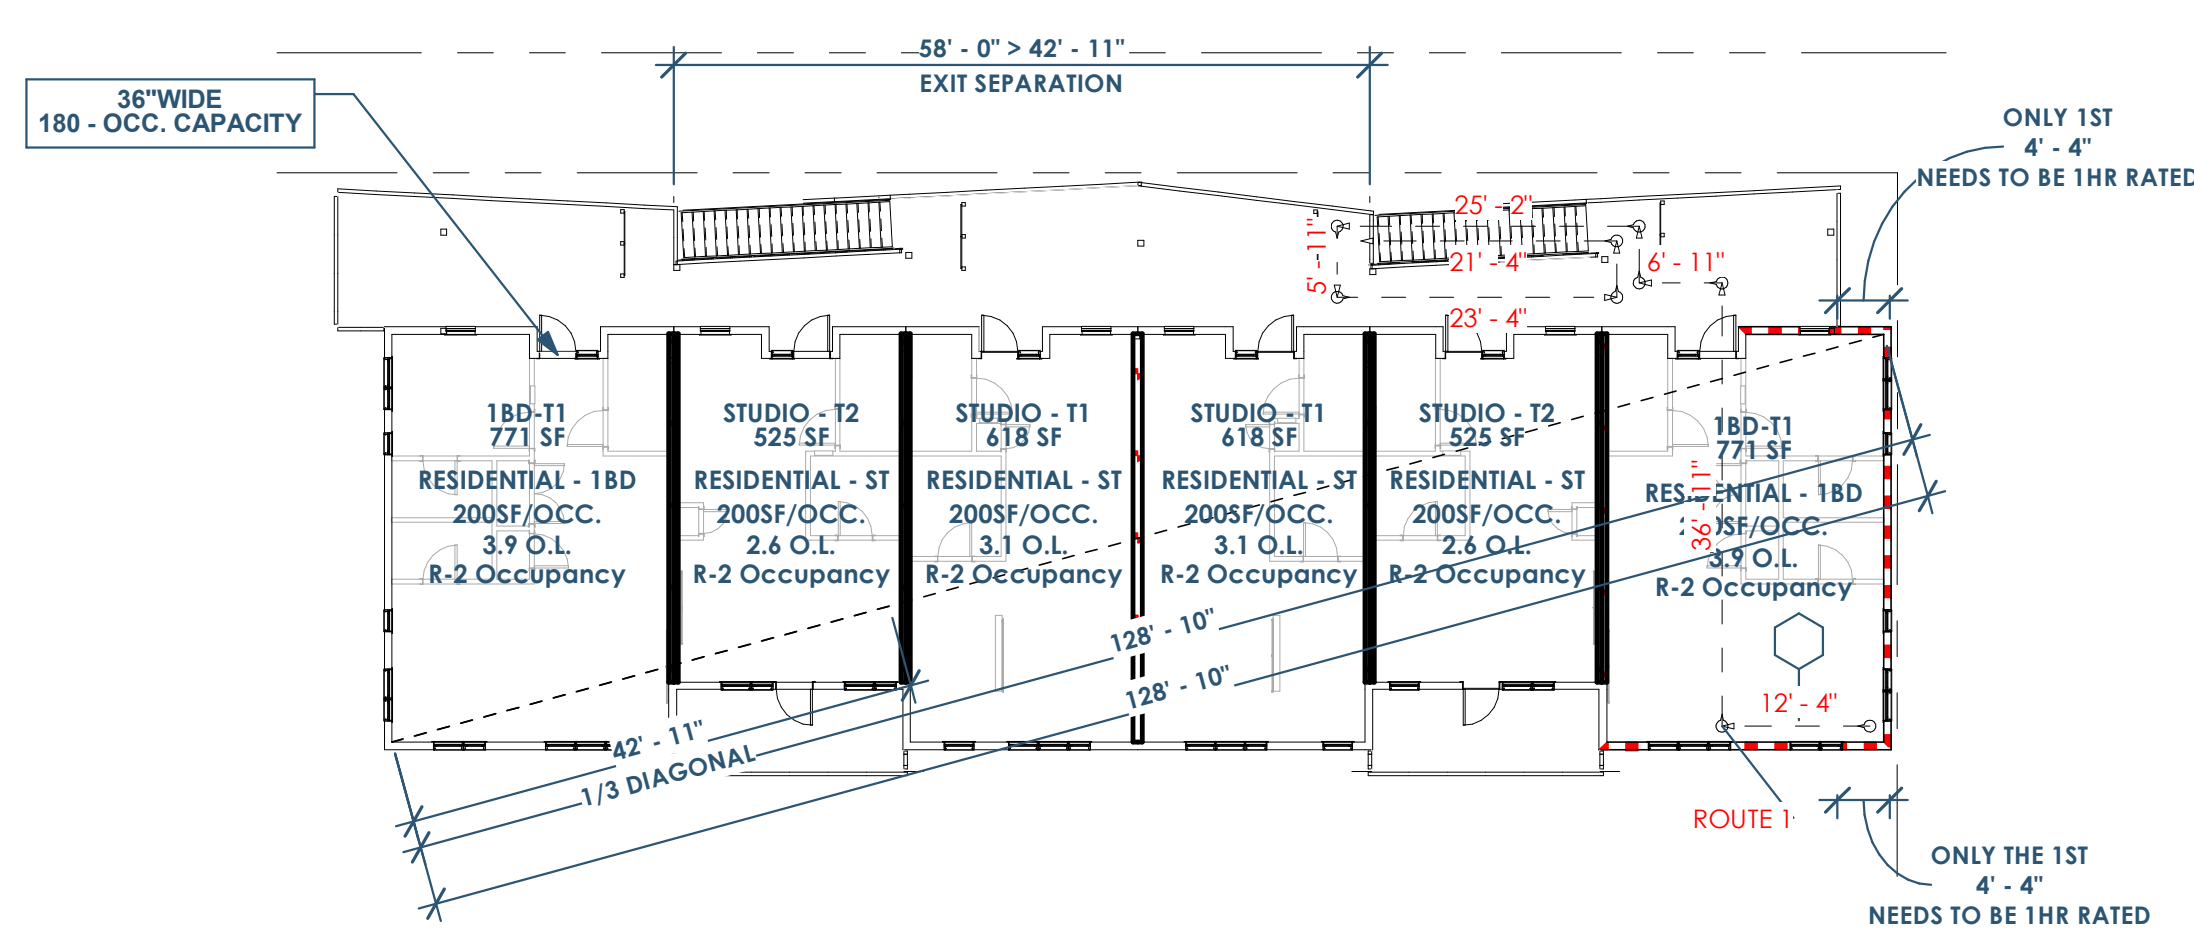 58' - 0" > 42' - 11"
EXIT SEPARATION
36"WIDE
180 - OCC. CAPACITY
ONLY 1ST
4' - 4"
NEEDS TO BE 1HR RATED
25' - 2"
5' - 11"
21' - 4"
6' - 11"
23' - 4"
1BD-T1
771 SF
RESIDENTIAL - 1BD
200SF/OCC.
3.9 O.L.
R-2 Occupancy
STUDIO - T2
525 SF
RESIDENTIAL - ST
200SF/OCC.
2.6 O.L.
R-2 Occupancy
STUDIO - T1
618 SF
RESIDENTIAL - ST
200SF/OCC.
3.1 O.L.
R-2 Occupancy
STUDIO - T1
618 SF
RESIDENTIAL - ST
200SF/OCC.
3.1 O.L.
R-2 Occupancy
STUDIO - T2
525 SF
RESIDENTIAL - ST
200SF/OCC.
2.6 O.L.
R-2 Occupancy
1BD-T1
771 SF
RESIDENTIAL - 1BD
3.9 O.L.
R-2 Occupancy
36' - 11"
12' - 4"
128' - 10"
128' - 10"
42' - 11"
1/3 DIAGONAL
ROUTE 1
ONLY THE 1ST
4' - 4"
NEEDS TO BE 1HR RATED